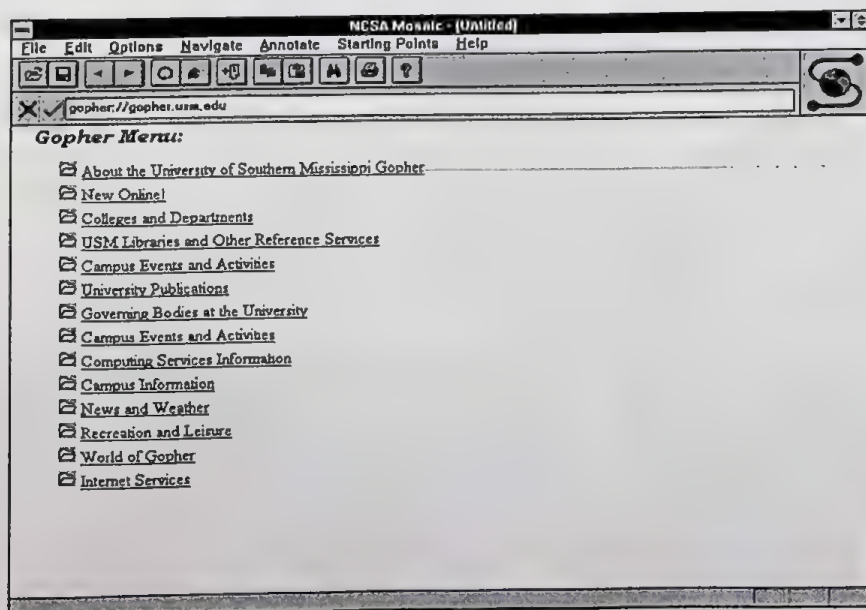 NCSA Mosaic - [Untitled]
File Edit Options Navigate Annotate Starting Points Help
gopher://gopher.usm.edu
Gopher Menu:
About the University of Southern Mississippi Gopher
New Online!
Colleges and Departments
USM Libraries and Other Reference Services
Campus Events and Activities
University Publications
Governing Bodies at the University
Campus Events and Activities
Computing Services Information
Campus Information
News and Weather
Recreation and Leisure
World of Gopher
Internet Services